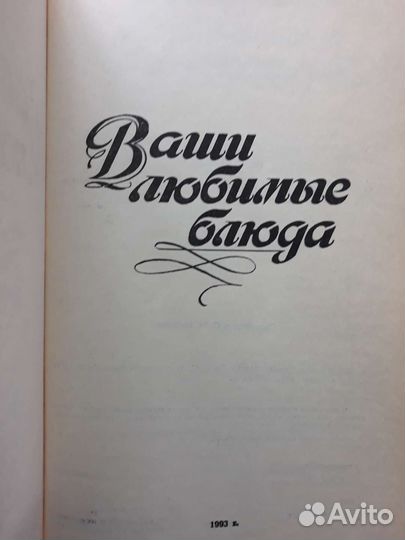 Ваши
любимые
блюда
1993 г.
Avito